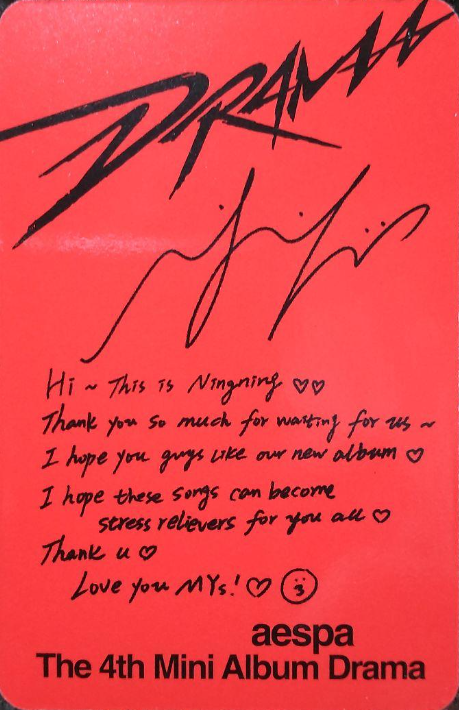 DRAMA
Hi ~ This is Ningning ♡♡
Thank you so much for waiting for us ~
I hope you guys like our new album ♡
I hope these songs can become
stress relievers for you all ♡
Thank u ♡
Love you MYs! ♡
aespa
The 4th Mini Album Drama